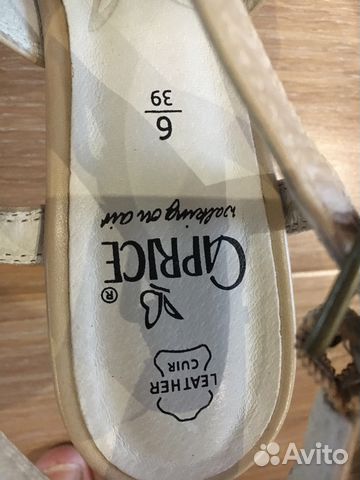 LEATHER
CUIR
CAPRICE
®
walking on air
6
39
Avito